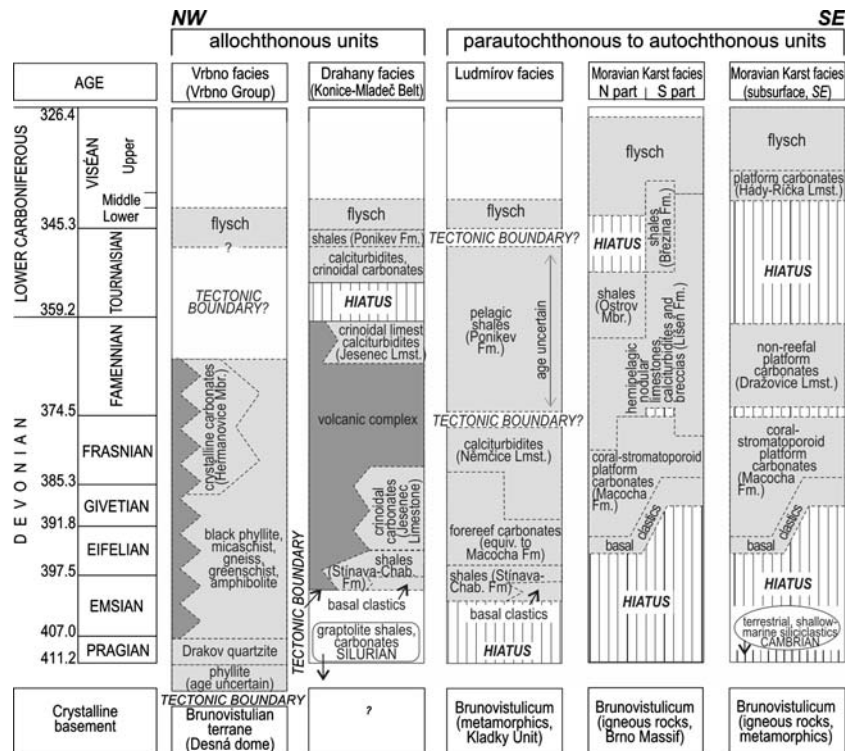 NW
SE
allochthonous units
parautochthonous to autochthonous units
AGE
Vrbno facies
(Vrbno Group)
Drahany facies
(Konice-Mladeč Belt)
Ludmírov facies
Moravian Karst facies
N part
S part
Moravian Karst facies
(subsurface, SE)
LOWER CARBONIFEROUS
DEVONIAN
326.4
VISÉAN
Upper
Middle
Lower
345.3
TOURNAISIAN
359.2
FAMENNIAN
374.5
FRASNIAN
385.3
GIVETIAN
391.8
EIFELIAN
397.5
EMSIAN
407.0
PRAGIAN
411.2
Crystalline
basement
flysch
?
TECTONIC
BOUNDARY?
crystalline carbonates
(Hermanovice Mbr.)
black phyllite,
micaschist,
gneiss,
greenschist,
amphibolite
Drakov quartzite
phyllite
(age uncertain)
TECTONIC BOUNDARY
Brunovistulian
terrane
(Desná dome)
TECTONIC BOUNDARY
flysch
shales (Ponikev Fm.)
calciturbidites,
crinoidal carbonates
HIATUS
crinoidal limest
calciturbidites
(Jesenec Lmst.)
volcanic complex
crinoidal
carbonates
(Jesenec
Limestone)
shales
(Stínava-Chab.
Fm)
basal clastics
graptolite shales,
carbonates
SILURIAN
?
flysch
TECTONIC BOUNDARY?
pelagic
shales
(Ponikev
Fm.)
age uncertain
TECTONIC BOUNDARY?
calciturbidites
(Němčice Lmst.)
forereef carbonates
(equiv. to
Macocha Fm)
shales (Stínava-
Chab. Fm)
basal clastics
HIATUS
Brunovistulicum
(metamorphics,
Kladky Unit)
flysch
HIATUS
shales
(Březina Fm.)
shales
(Ostrov
Mbr.)
hemipelagic
nodular
limestones,
calciturbidites and
breccias (Líšeň Fm.)
coral-stromatoporoid
platform
carbonates
(Macocha
Fm.)
basal
clastics
HIATUS
Brunovistulicum
(igneous rocks,
Brno Massif)
flysch
platform carbonates
(Hády-Říčka Lmst.)
HIATUS
non-reefal
platform
carbonates
(Dražovice Lmst.)
coral-
stromatoporoid
platform
carbonates
(Macocha
Fm.)
basal
clastics
HIATUS
terrestrial, shallow-
marine siliciclastics
CAMBRIAN
Brunovistulicum
(igneous rocks,
metamorphics)